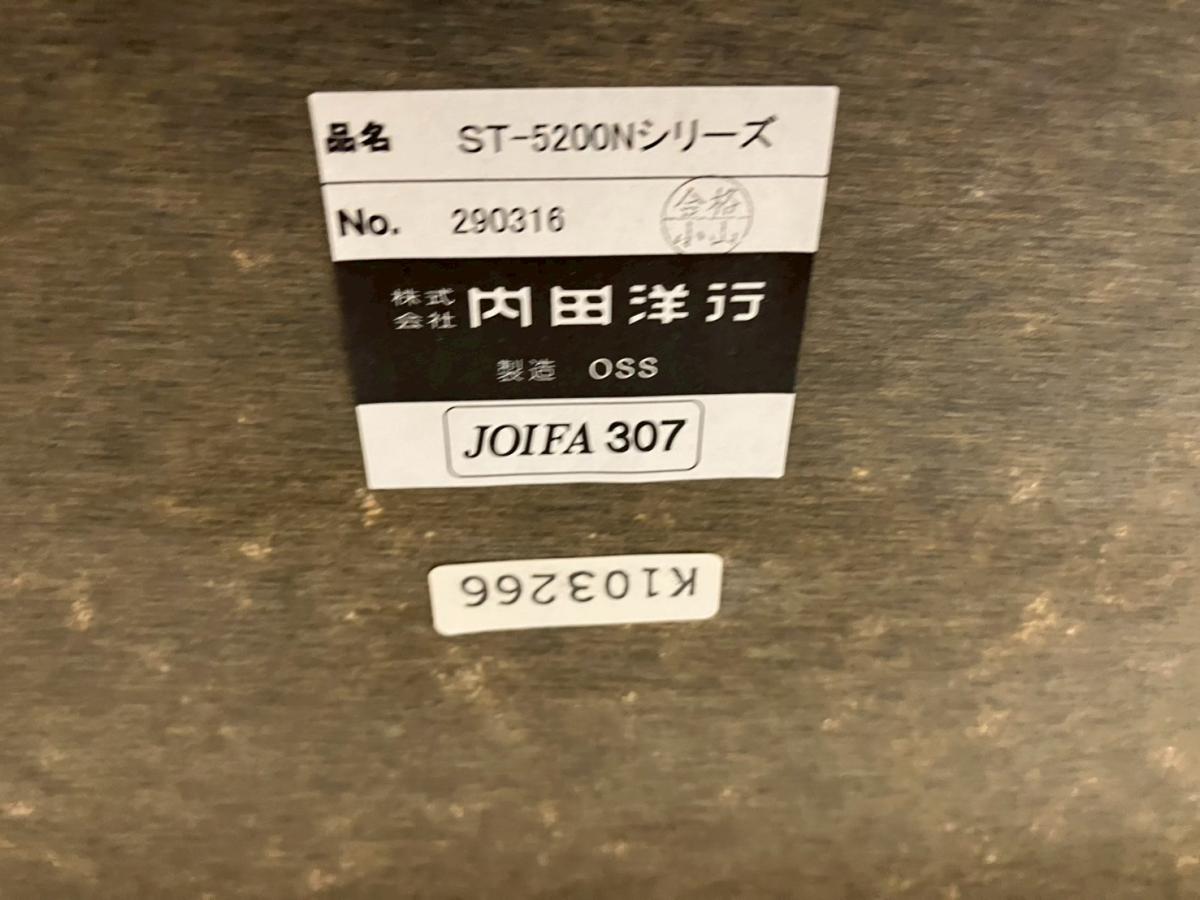 品名 ST-5200Nシリーズ
No. 290316
合格
小山
株式会社 内田洋行
製造 OSS
JOIFA 307
K103266